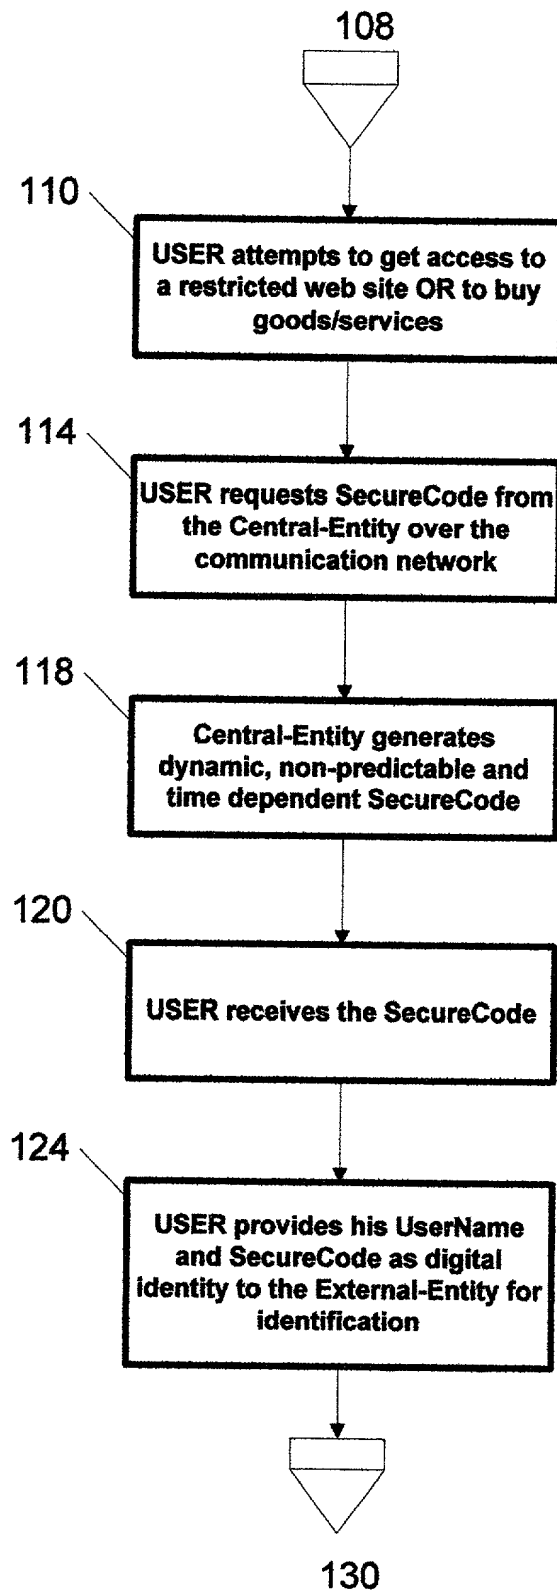 108
110
USER attempts to get access to
a restricted web site OR to buy
goods/services
114
USER requests SecureCode from
the Central-Entity over the
communication network
118
Central-Entity generates
dynamic, non-predictable and
time dependent SecureCode
120
USER receives the SecureCode
124
USER provides his UserName
and SecureCode as digital
identity to the External-Entity for
identification
130